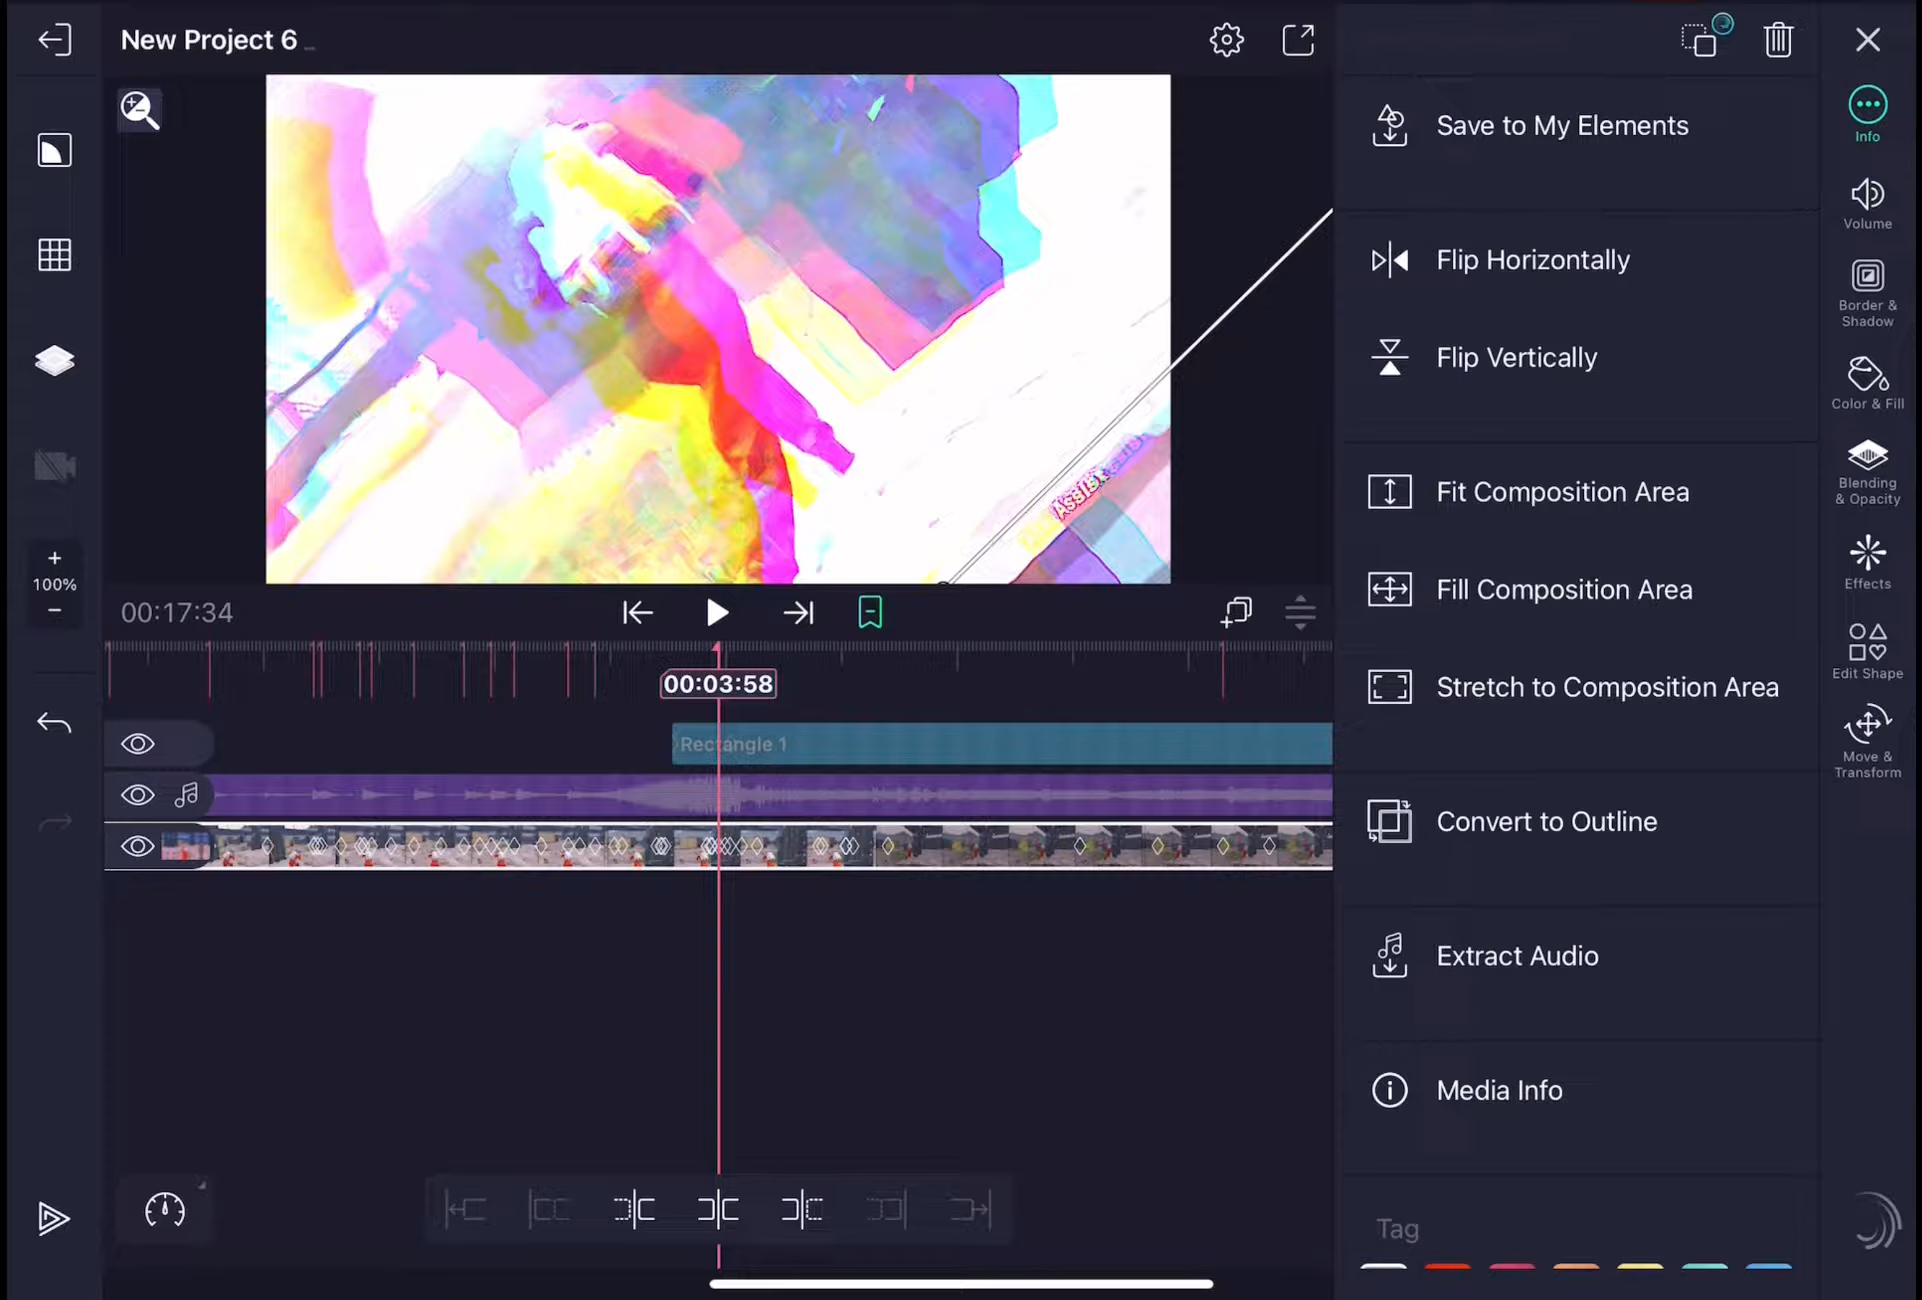 New Project 6
Save to My Elements
Info
Volume
Flip Horizontally
Border &
Shadow
Flip Vertically
Color & Fill
Blending
& Opacity
Fit Composition Area
Assist
Effects
100%
Fill Composition Area
00:17:34
Edit Shape
Stretch to Composition Area
00:03:58
Rectangle 1
Move &
Transform
Convert to Outline
Extract Audio
Media Info
Tag